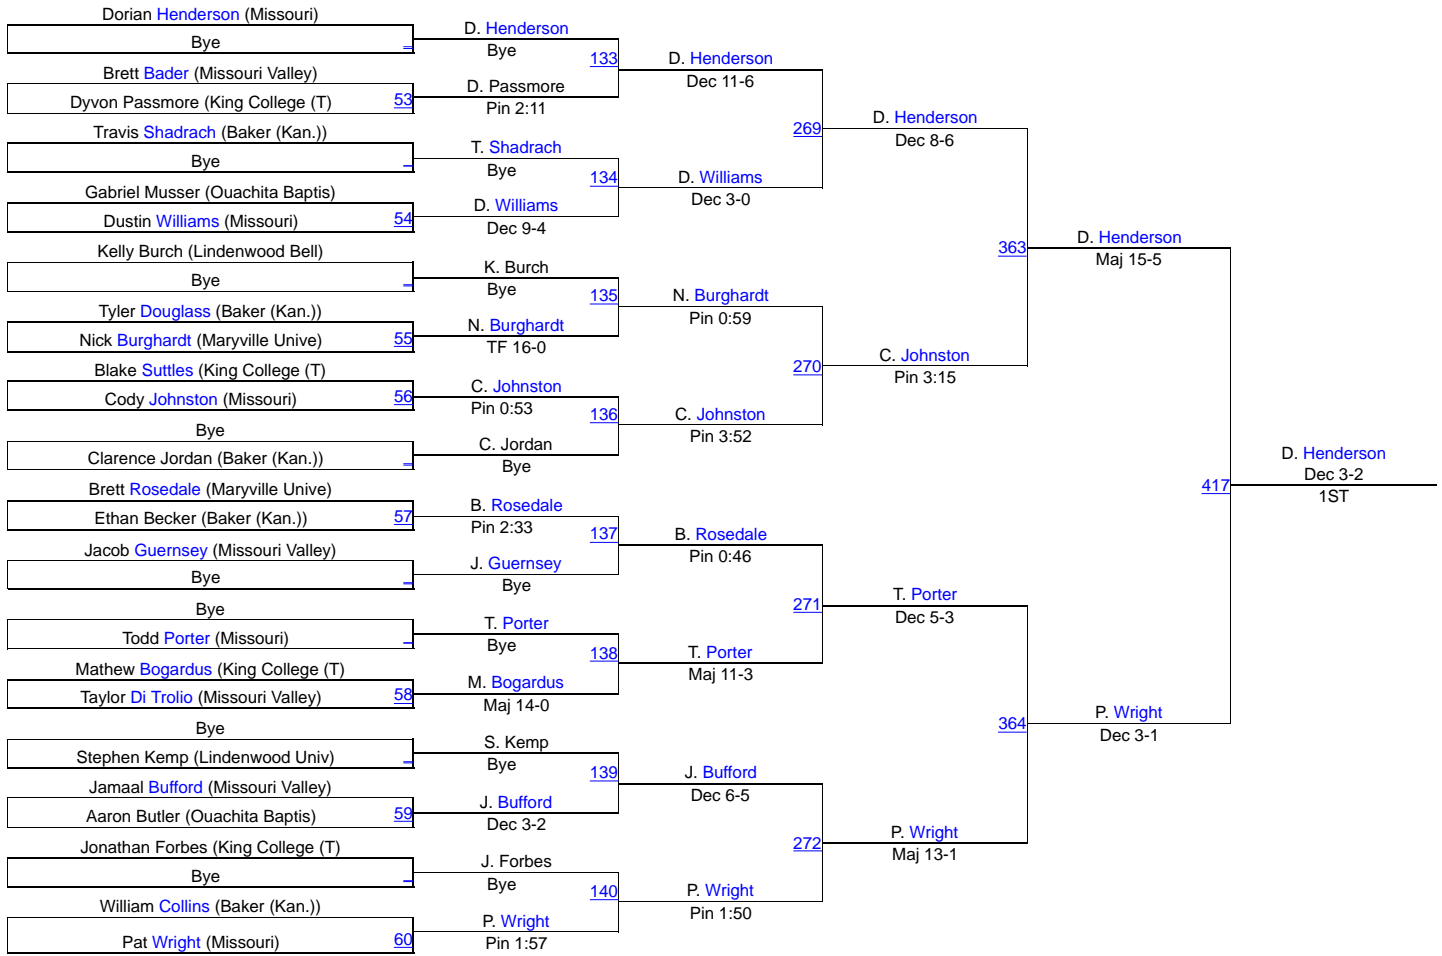 Dorian Henderson (Missouri)
Bye
Brett Bader (Missouri Valley)
Dyvon Passmore (King College (T) 53
Travis Shadrach (Baker (Kan.))
Bye
Gabriel Musser (Ouachita Baptis)
Dustin Williams (Missouri) 54
Kelly Burch (Lindenwood Bell)
Bye
Tyler Douglass (Baker (Kan.))
Nick Burghardt (Maryville Unive) 55
Blake Suttles (King College (T)
Cody Johnston (Missouri) 56
Bye
Clarence Jordan (Baker (Kan.))
Brett Rosedale (Maryville Unive)
Ethan Becker (Baker (Kan.)) 57
Jacob Guernsey (Missouri Valley)
Bye
Bye
Todd Porter (Missouri)
Mathew Bogardus (King College (T)
Taylor Di Trolio (Missouri Valley) 58
Bye
Stephen Kemp (Lindenwood Univ)
Jamaal Bufford (Missouri Valley)
Aaron Butler (Ouachita Baptis) 59
Jonathan Forbes (King College (T)
Bye
William Collins (Baker (Kan.))
Pat Wright (Missouri) 60
D. Henderson
Bye
133
D. Passmore
Pin 2:11
T. Shadrach
Bye
134
D. Williams
Dec 9-4
K. Burch
Bye
135
N. Burghardt
TF 16-0
C. Johnston
Pin 0:53
136
C. Jordan
Bye
B. Rosedale
Pin 2:33
137
J. Guernsey
Bye
T. Porter
Bye
138
M. Bogardus
Maj 14-0
S. Kemp
Bye
139
J. Bufford
Dec 3-2
J. Forbes
Bye
140
P. Wright
Pin 1:57
D. Henderson
Dec 11-6
269
D. Williams
Dec 3-0
N. Burghardt
Pin 0:59
270
C. Johnston
Pin 3:52
B. Rosedale
Pin 0:46
271
T. Porter
Maj 11-3
J. Bufford
Dec 6-5
272
P. Wright
Pin 1:50
D. Henderson
Dec 8-6
363
C. Johnston
Pin 3:15
T. Porter
Dec 5-3
364
P. Wright
Maj 13-1
D. Henderson
Maj 15-5
417
P. Wright
Dec 3-1
D. Henderson
Dec 3-2
1ST